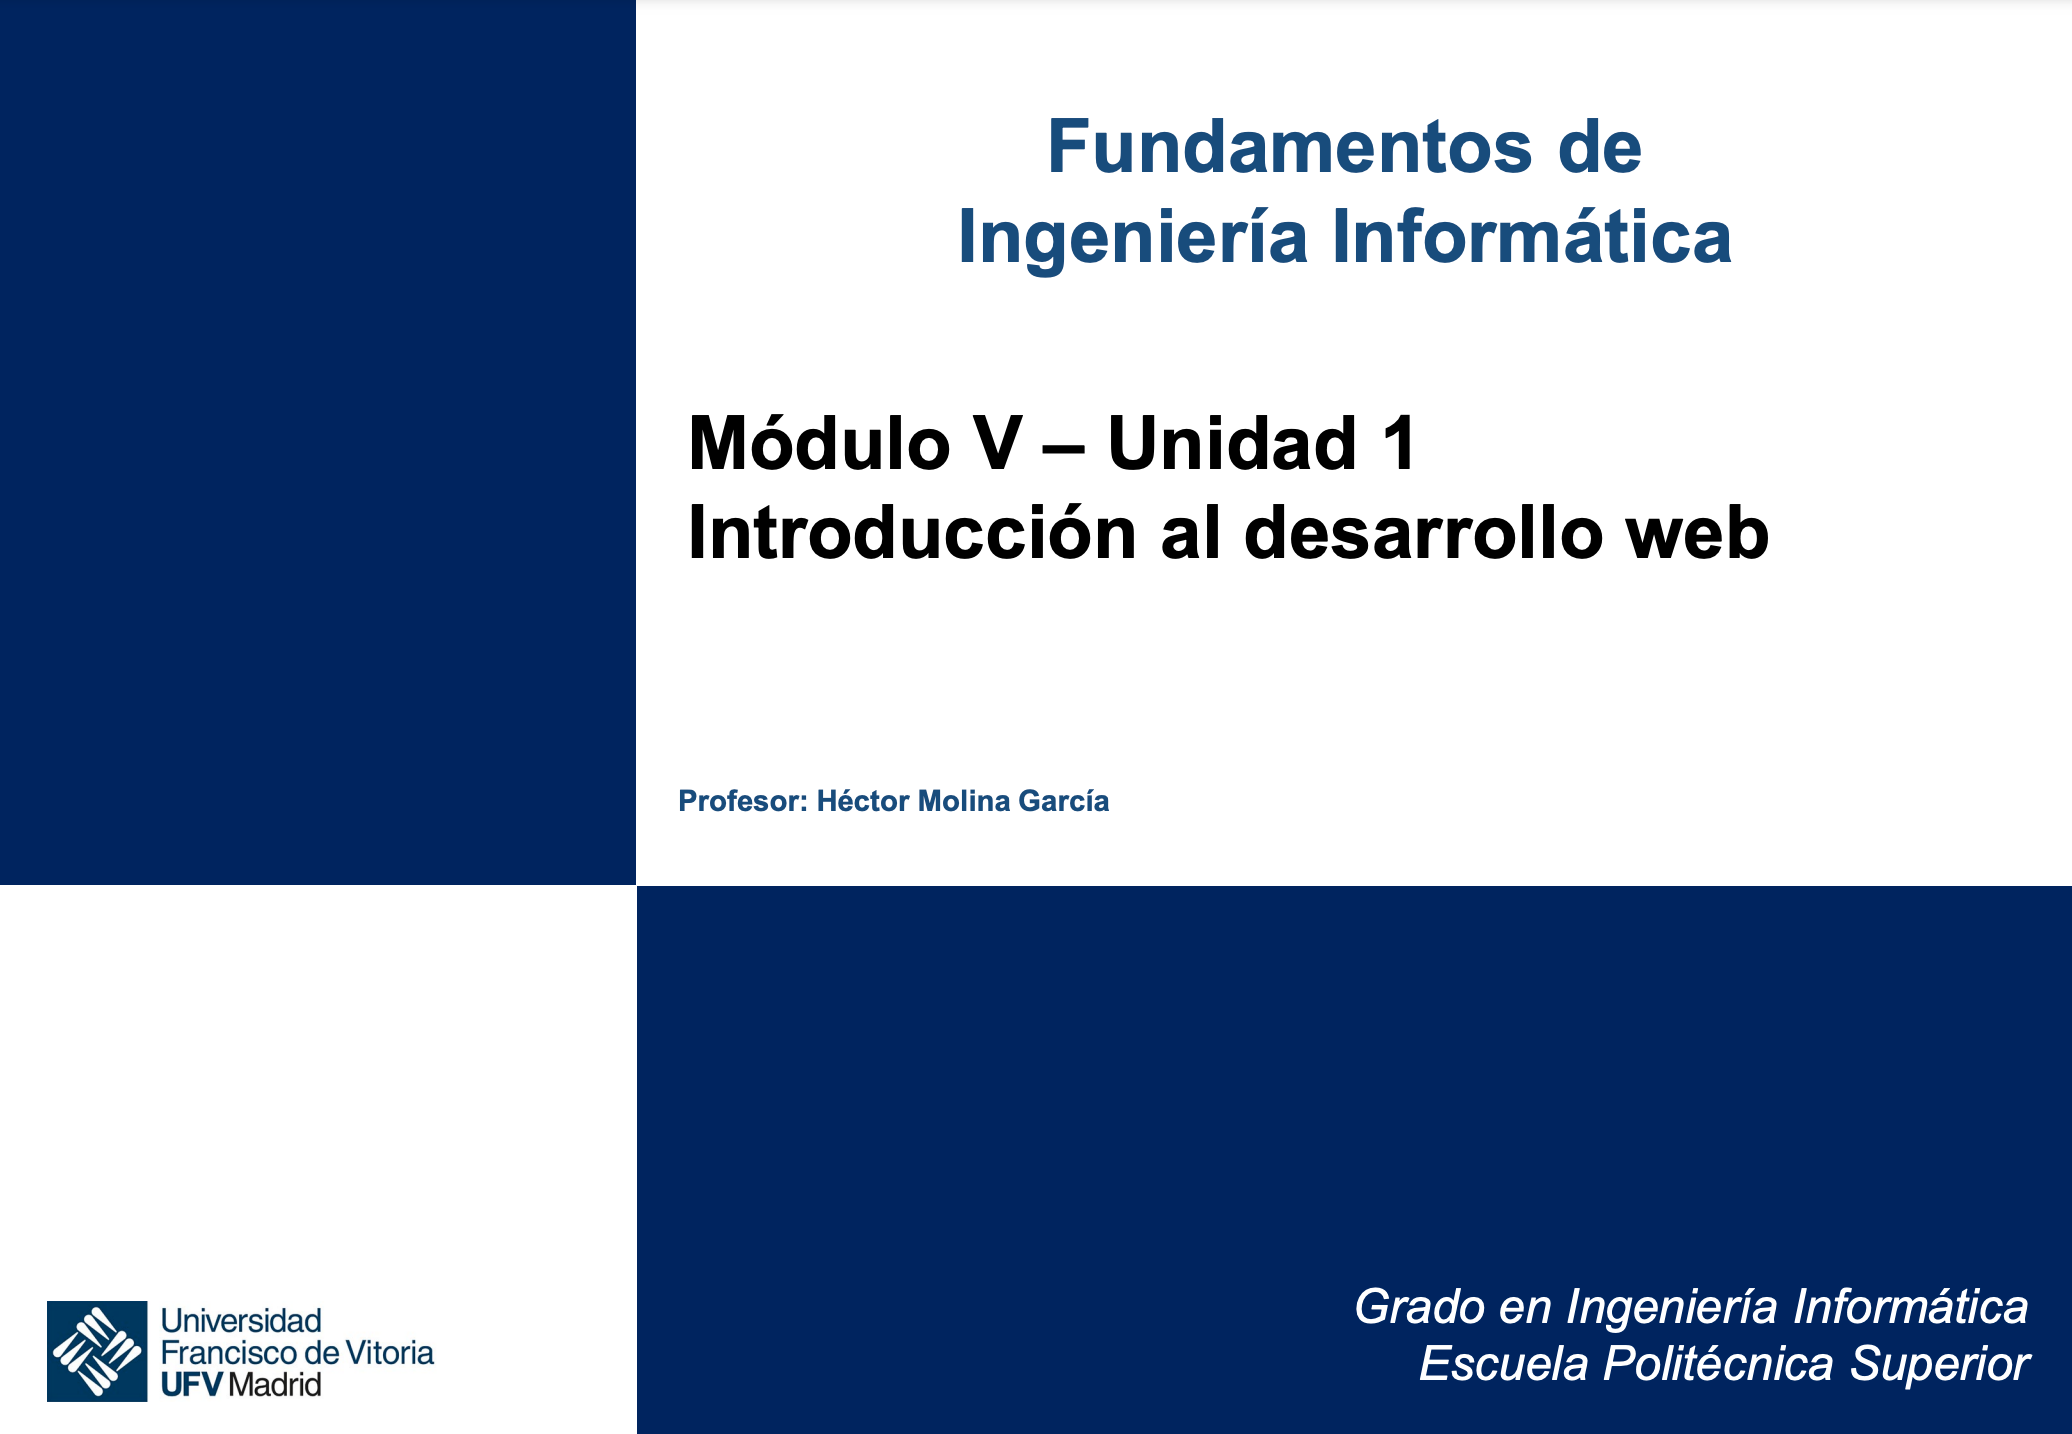 Fundamentos de
Ingeniería Informática
Módulo V – Unidad 1
Introducción al desarrollo web
Profesor: Héctor Molina García
Universidad
Francisco de Vitoria
UFV Madrid
Grado en Ingeniería Informática
Escuela Politécnica Superior